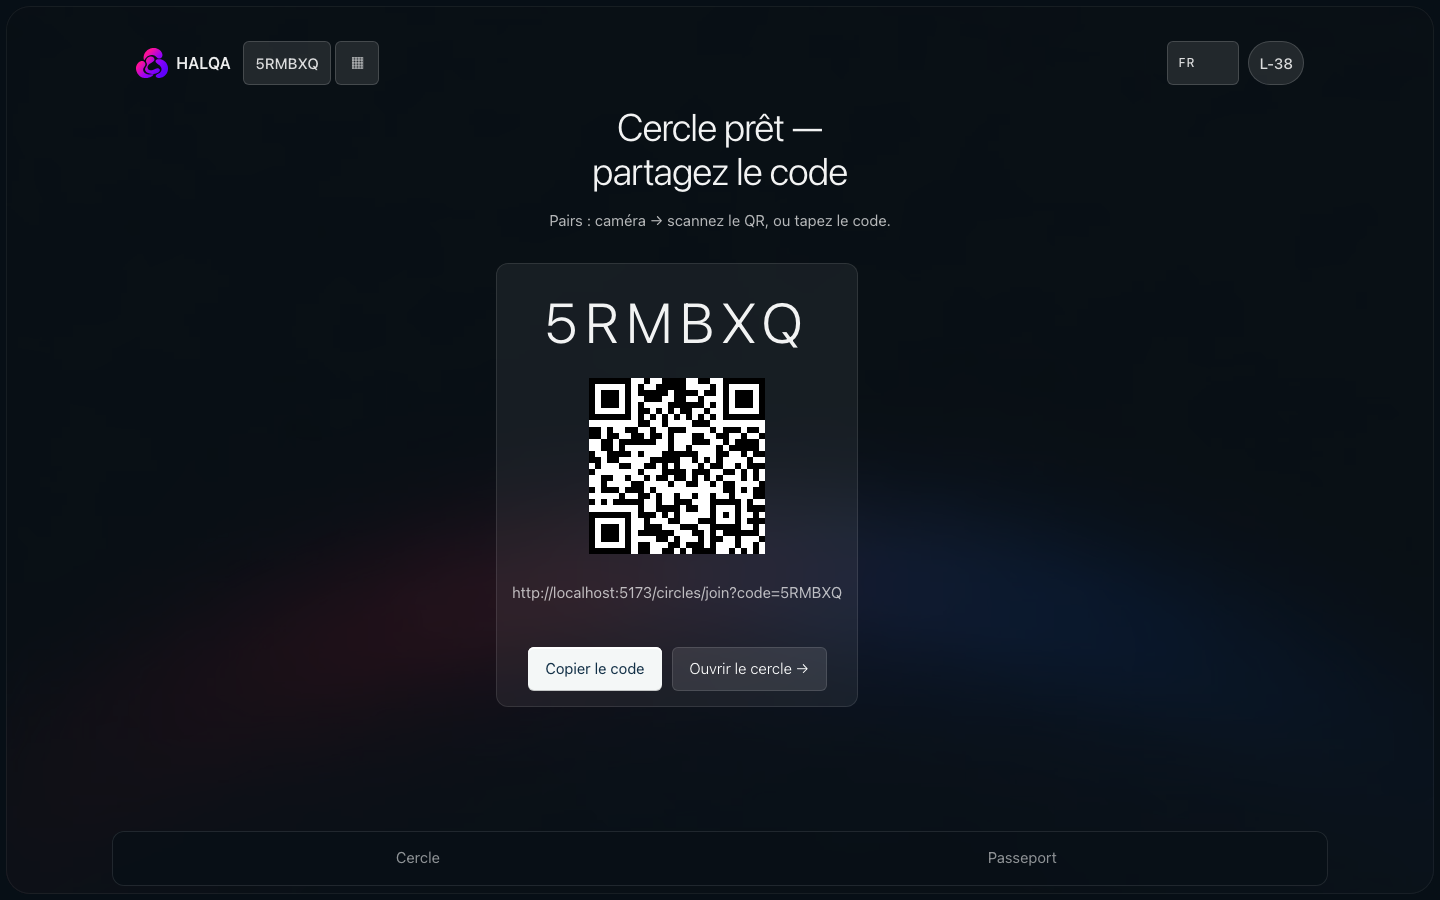 HALQA
5RMBXQ
FR
L-38
Cercle prêt —
partagez le code
Pairs : caméra → scannez le QR, ou tapez le code.
5RMBXQ
http://localhost:5173/circles/join?code=5RMBXQ
Copier le code
Ouvrir le cercle →
Cercle
Passeport